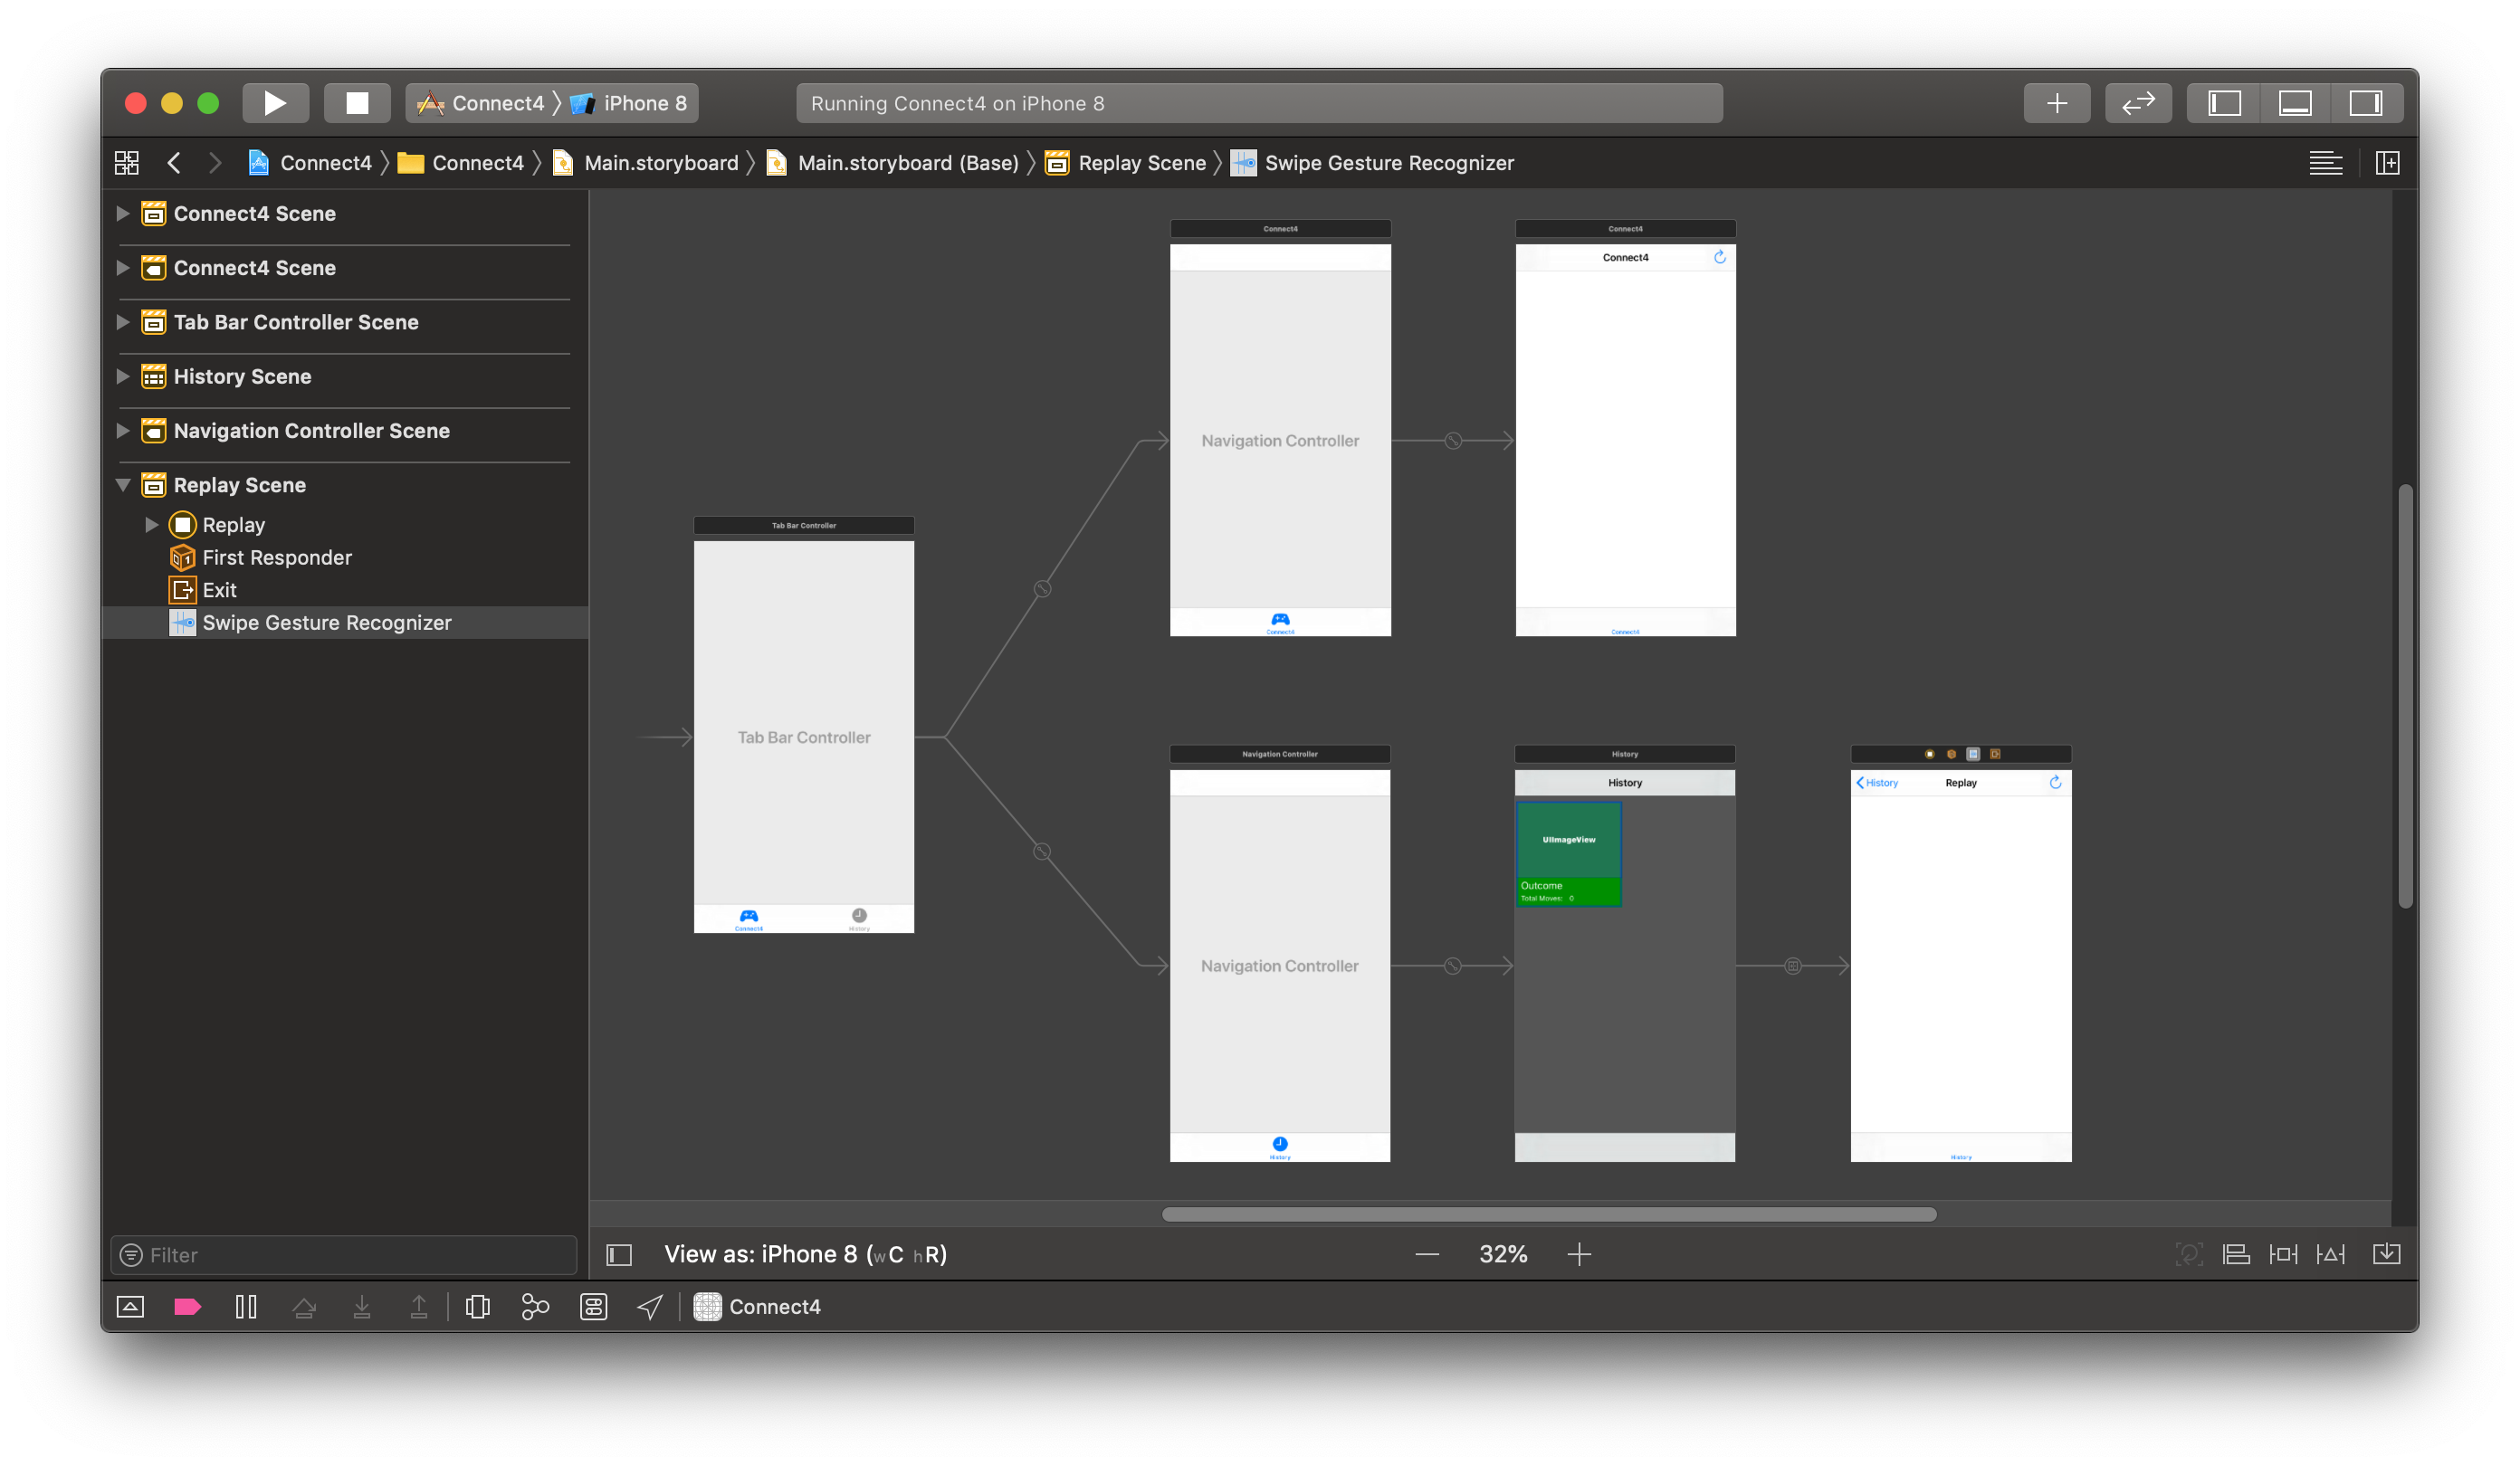 Connect4 iPhone 8
Running Connect4 on iPhone 8
Connect4 Connect4 Main.storyboard Main.storyboard (Base) Replay Scene Swipe Gesture Recognizer
Connect4 Scene
Connect4 Scene
Tab Bar Controller Scene
History Scene
Navigation Controller Scene
Replay Scene
Replay
First Responder
Exit
Swipe Gesture Recognizer
Filter
Tab Bar Controller
Tab Bar Controller
Connect4 History
Connect4
Navigation Controller
Connect4
Connect4
Connect4
Connect4
Navigation Controller
Navigation Controller
History
History
History
UIImageView
Outcome
Total Moves: 0
History Replay
History
View as: iPhone 8 (wC hR)
32%
Connect4